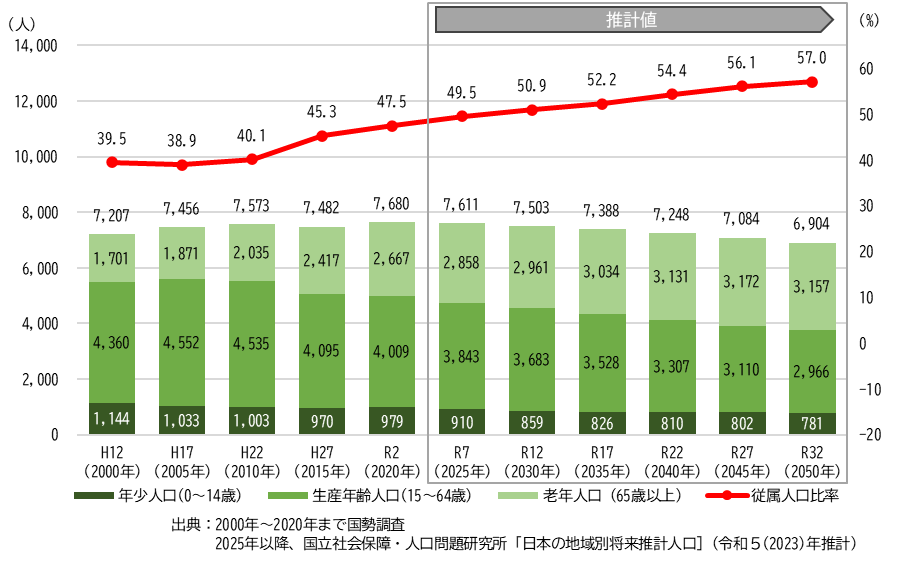 推計値
(人)
(%)
14,000
12,000
10,000
8,000
6,000
4,000
2,000
0
60
50
40
30
20
10
0
-10
-20
39.5 38.9 40.1 45.3 47.5 49.5 50.9 52.2 54.4 56.1 57.0
7,207 7,456 7,573 7,482 7,680 7,611 7,503 7,388 7,248 7,084 6,904
1,701 1,871 2,035 2,417 2,667 2,858 2,961 3,034 3,131 3,172 3,157
4,360 4,552 4,535 4,095 4,009 3,843 3,683 3,528 3,307 3,110 2,966
1,144 1,033 1,003 970 979 910 859 826 810 802 781
H12 H17 H22 H27 R2 R7 R12 R17 R22 R27 R32
(2000年) (2005年) (2010年) (2015年) (2020年) (2025年) (2030年) (2035年) (2040年) (2045年) (2050年)
年少人口(0～14歳) 生産年齢人口(15～64歳) 老年人口（65歳以上） 従属人口比率
出典：2000年～2020年まで国勢調査
2025年以降、国立社会保障・人口問題研究所「日本の地域別将来推計人口］（令和５(2023)年推計）